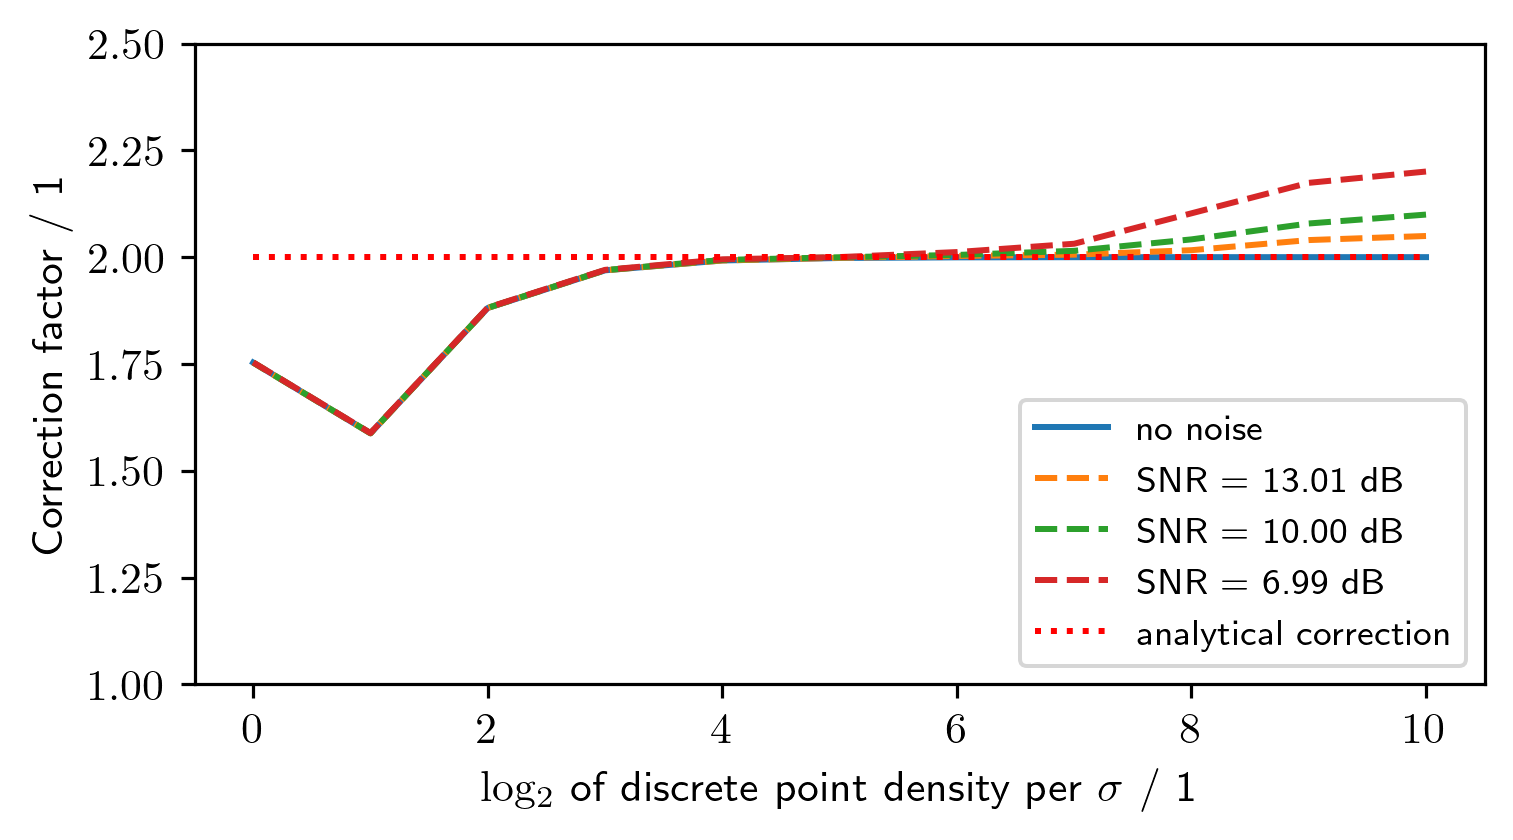 2.50
2.25
2.00
1.75
1.50
1.25
1.00
Correction factor / 1
0 2 4 6 8 10
log₂ of discrete point density per σ / 1
no noise
SNR = 13.01 dB
SNR = 10.00 dB
SNR = 6.99 dB
analytical correction